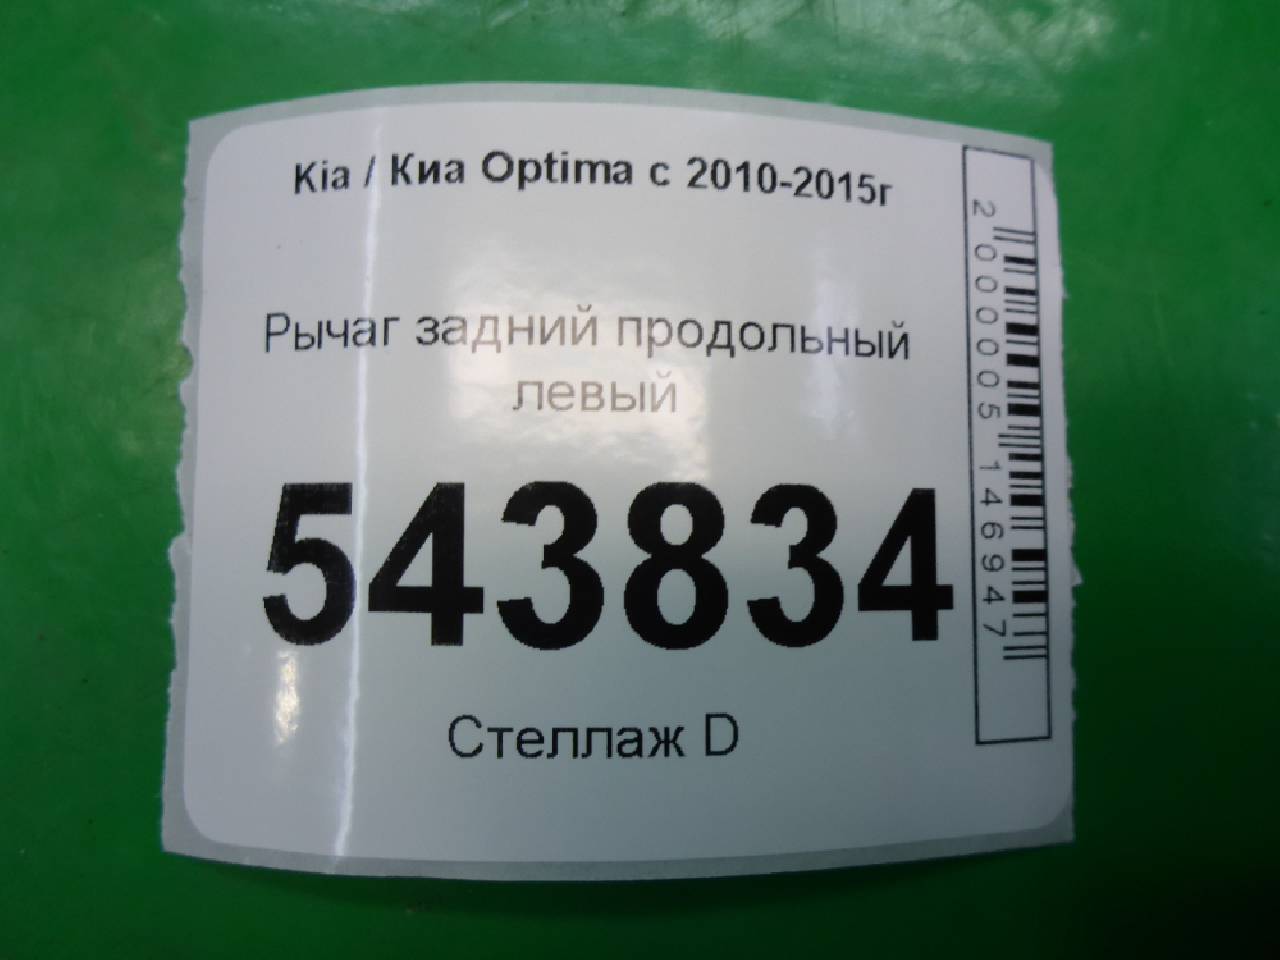 Kia / Киа Optima с 2010-2015г
Рычаг задний продольный
левый
543834
Стеллаж D
2000005146947